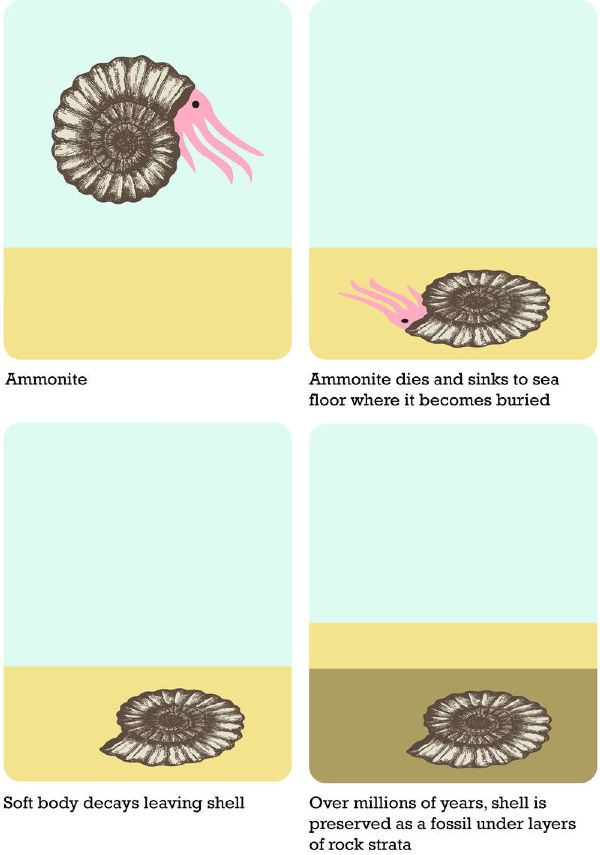 Ammonite
Ammonite dies and sinks to sea
floor where it becomes buried
Soft body decays leaving shell
Over millions of years, shell is
preserved as a fossil under layers
of rock strata